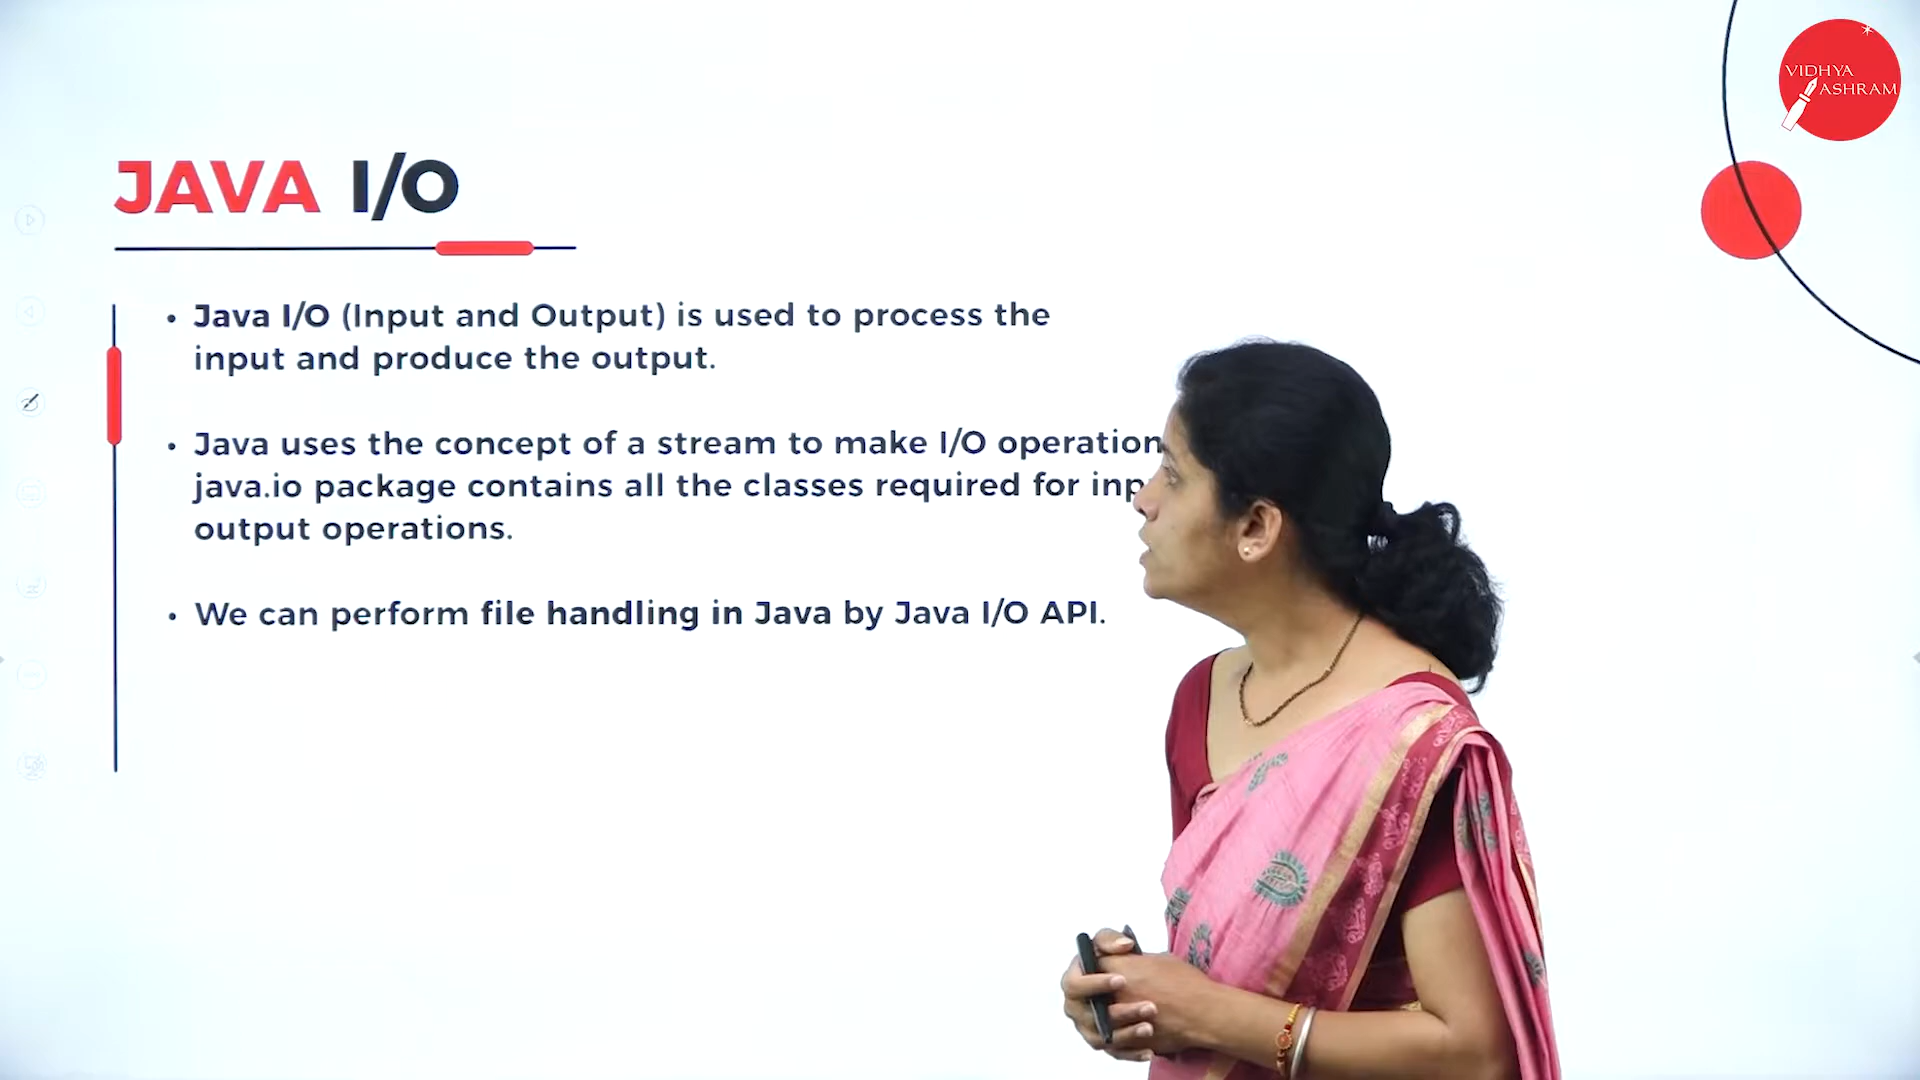 VIDHYA
ASHRAM
JAVA I/O
• Java I/O (Input and Output) is used to process the
input and produce the output.
• Java uses the concept of a stream to make I/O operation
java.io package contains all the classes required for
output operations.
• We can perform file handling in Java by Java I/O API.